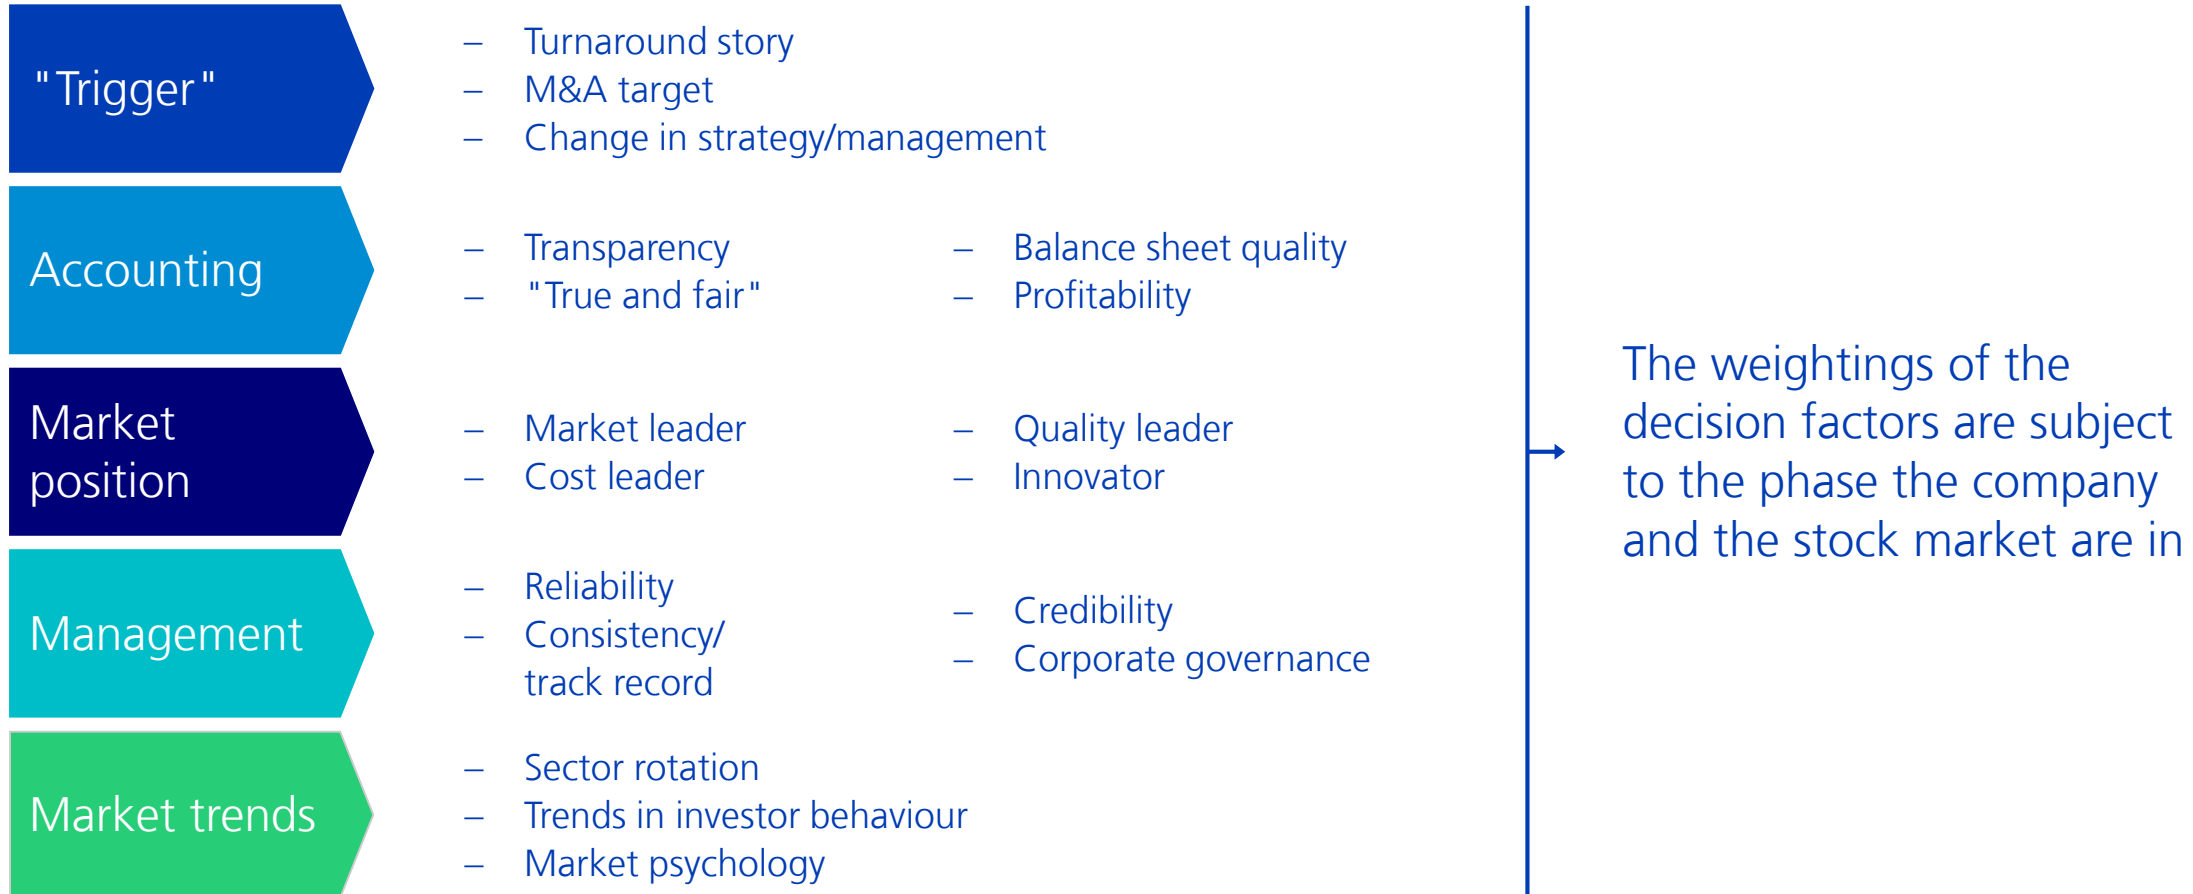 "Trigger"
– Turnaround story
– M&A target
– Change in strategy/management
Accounting
– Transparency
– "True and fair"
– Balance sheet quality
– Profitability
Market
position
– Market leader
– Cost leader
– Quality leader
– Innovator
Management
– Reliability
– Consistency/
track record
– Credibility
– Corporate governance
Market trends
– Sector rotation
– Trends in investor behaviour
– Market psychology
The weightings of the
decision factors are subject
to the phase the company
and the stock market are in